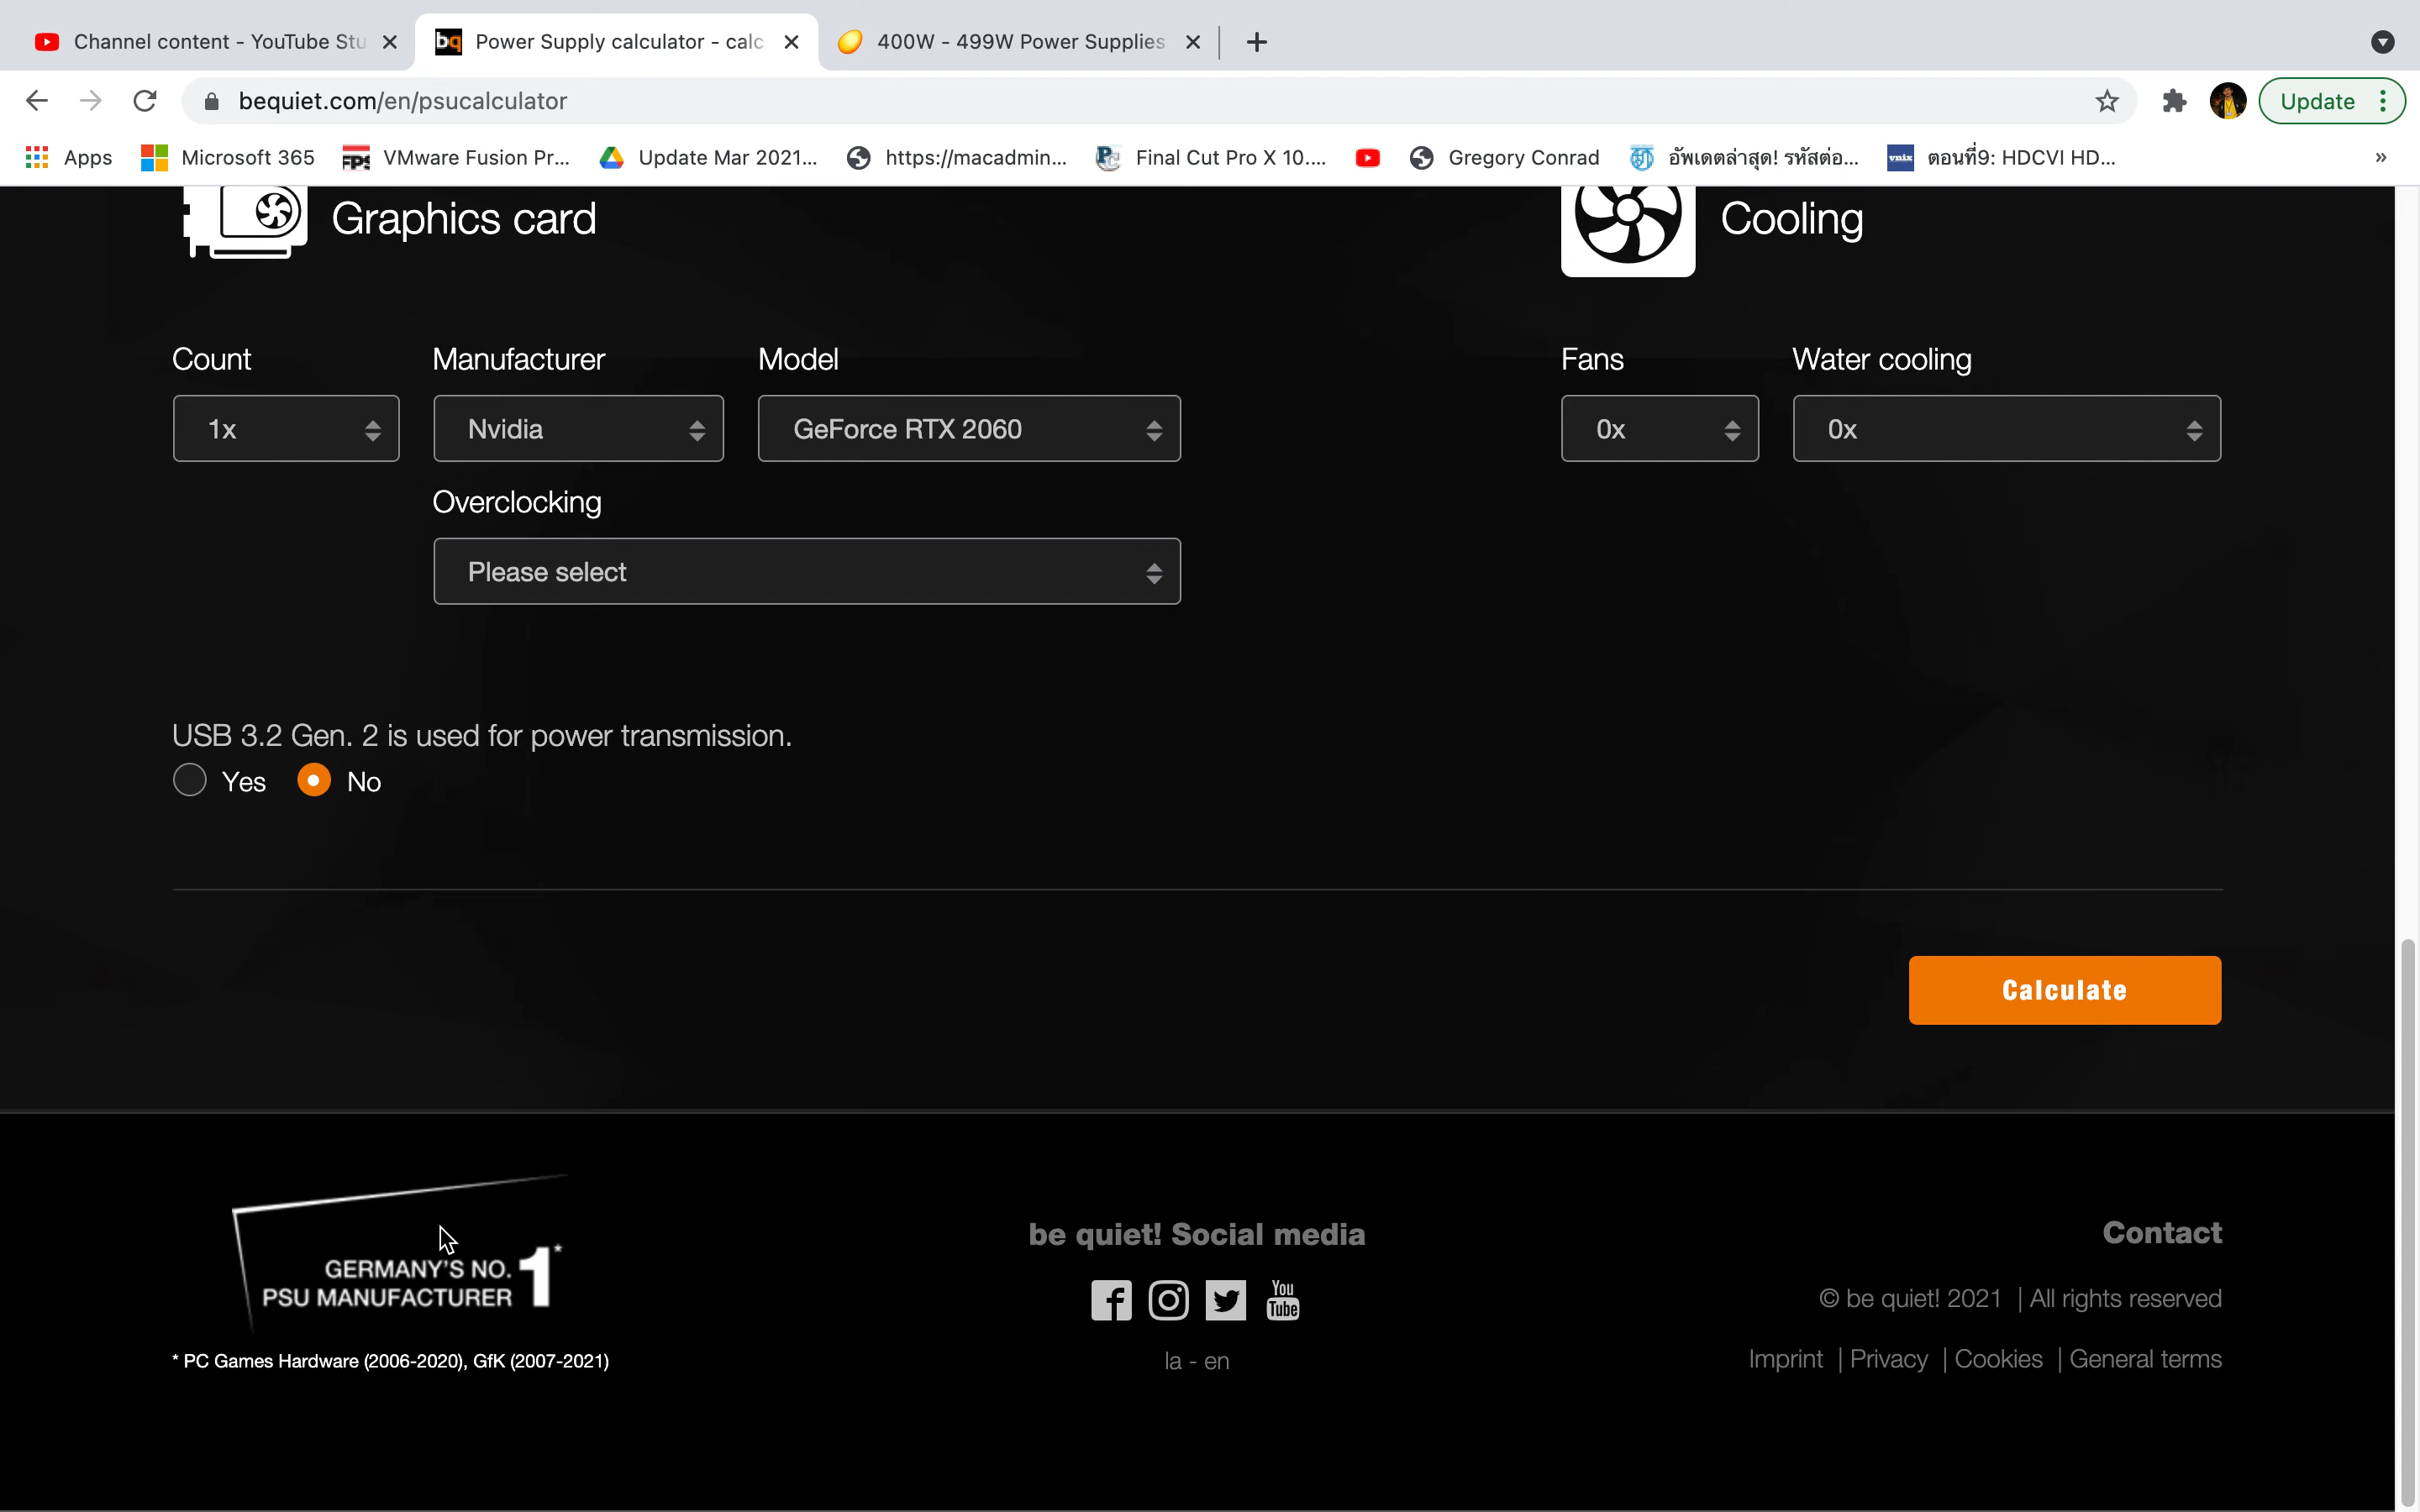 Channel content - YouTube Stu
Power Supply calculator - calc
400W - 499W Power Supplies
bequiet.com/en/psucalculator
Update
Apps
Microsoft 365
VMware Fusion Pr...
Update Mar 2021...
https://macadmin...
Final Cut Pro X 10....
Gregory Conrad
อัพเดตล่าสุด! รหัสต่อ...
ตอนที่9: HDCVI HD...
Graphics card
Cooling
Count
Manufacturer
Model
Fans
Water cooling
1x
Nvidia
GeForce RTX 2060
0x
0x
Overclocking
Please select
USB 3.2 Gen. 2 is used for power transmission.
Yes
No
Calculate
GERMANY'S NO. 1*
PSU MANUFACTURER
* PC Games Hardware (2006-2020), GfK (2007-2021)
be quiet! Social media
You
Tube
la - en
Contact
© be quiet! 2021 | All rights reserved
Imprint | Privacy | Cookies | General terms